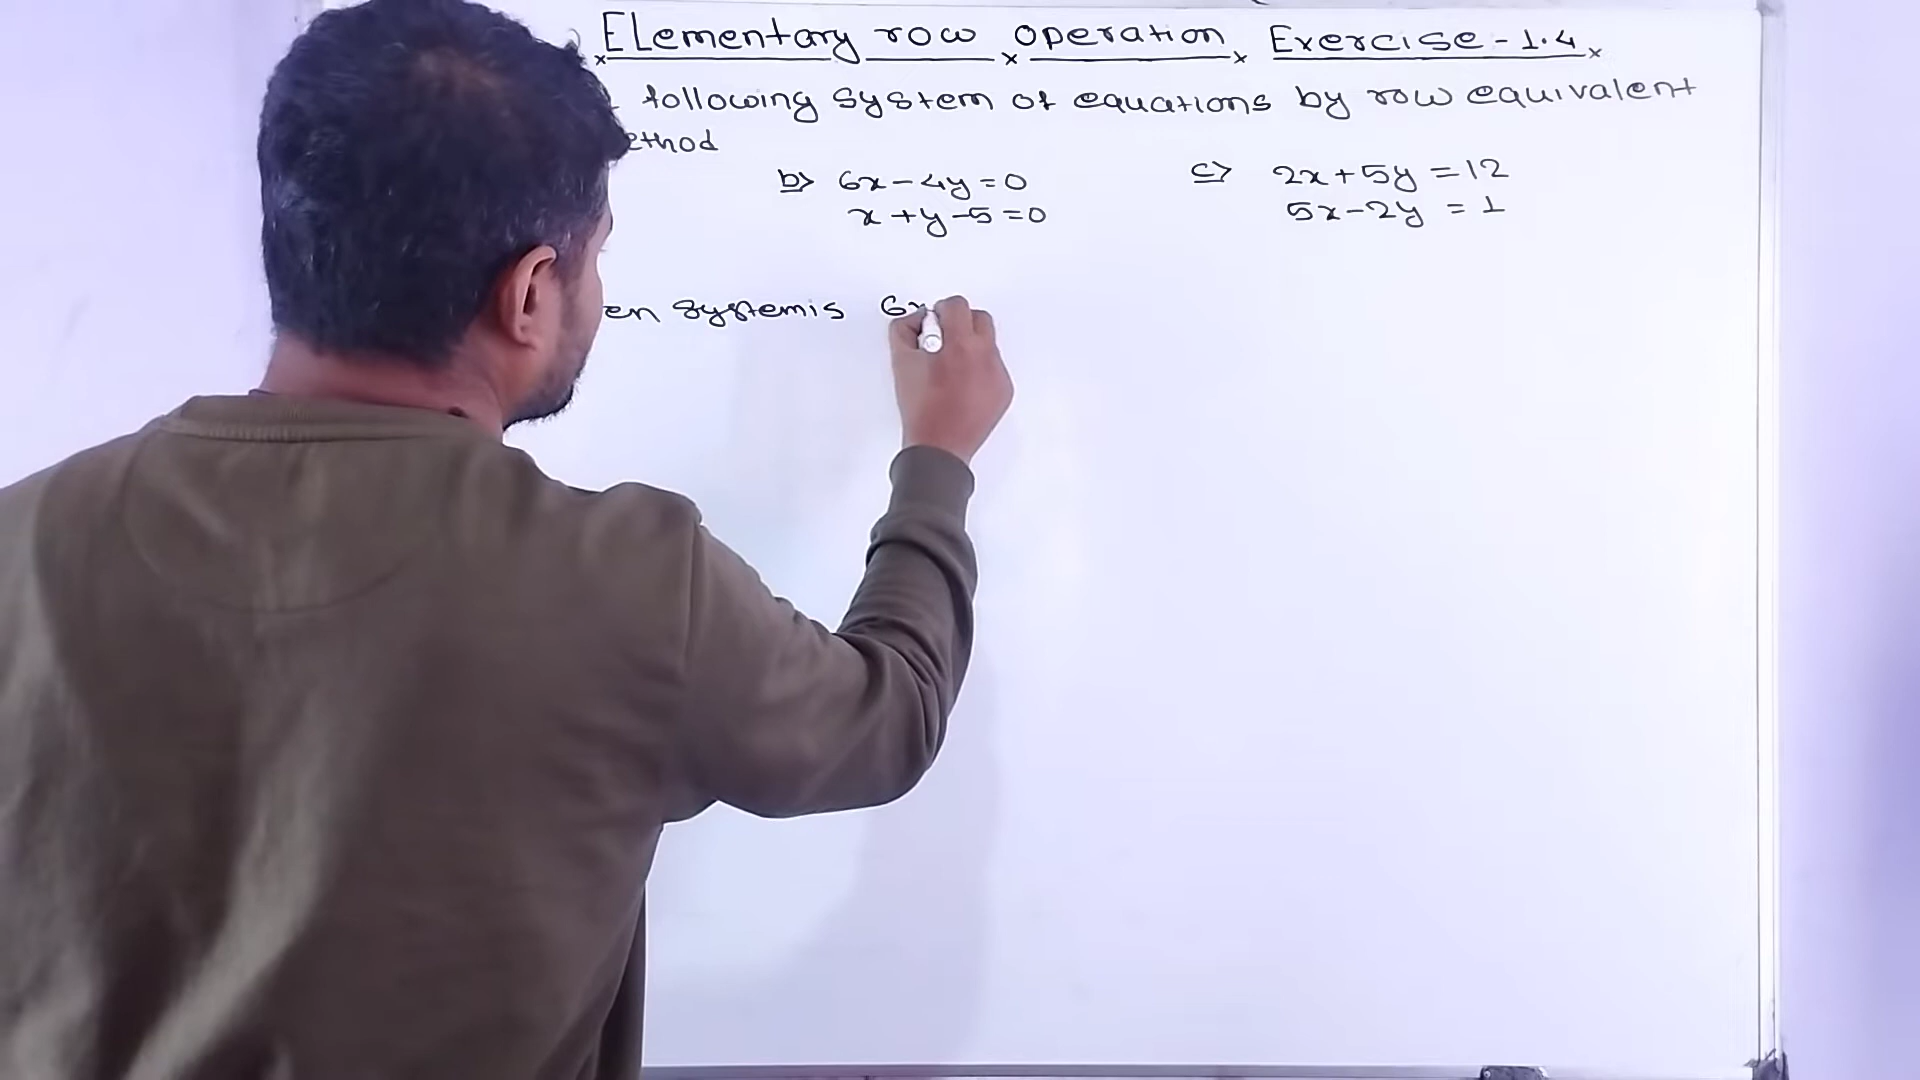 Elementary row operation Exercise - 1.4
following system of equations by row equivalent
ethod
b> 6x - 4y = 0
x + y - 5 = 0
c> 2x + 5y = 12
5x - 2y = 1
en system is 6x